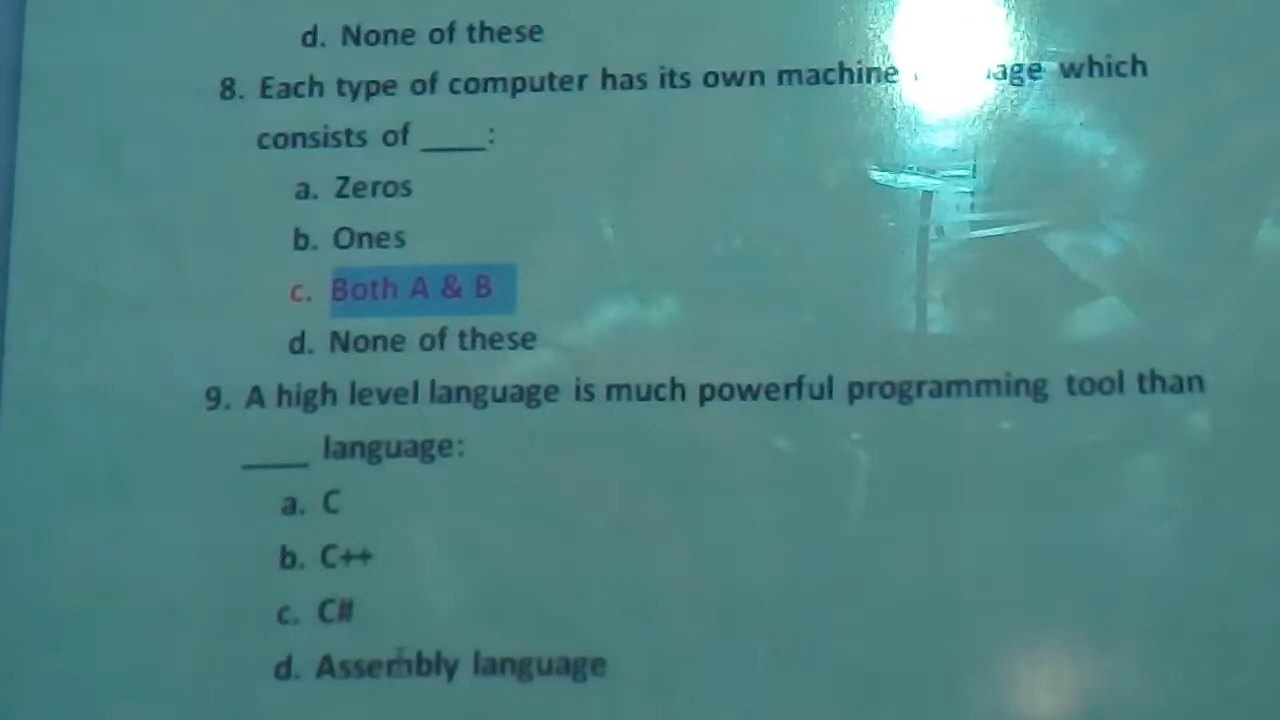 d. None of these
8. Each type of computer has its own machine which
consists of ____:
a. Zeros
b. Ones
c. Both A & B
d. None of these
9. A high level language is much powerful programming tool than
____ language:
a. C
b. C++
c. C#
d. Assembly language